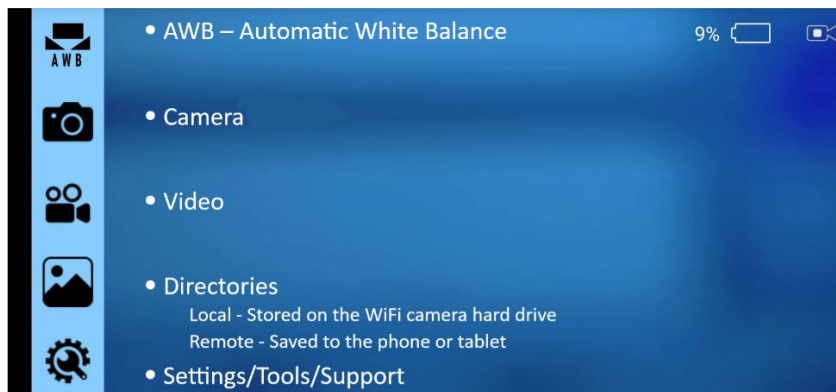 AWB
• AWB – Automatic White Balance
9%
• Camera
• Video
• Directories
Local - Stored on the WiFi camera hard drive
Remote - Saved to the phone or tablet
• Settings/Tools/Support